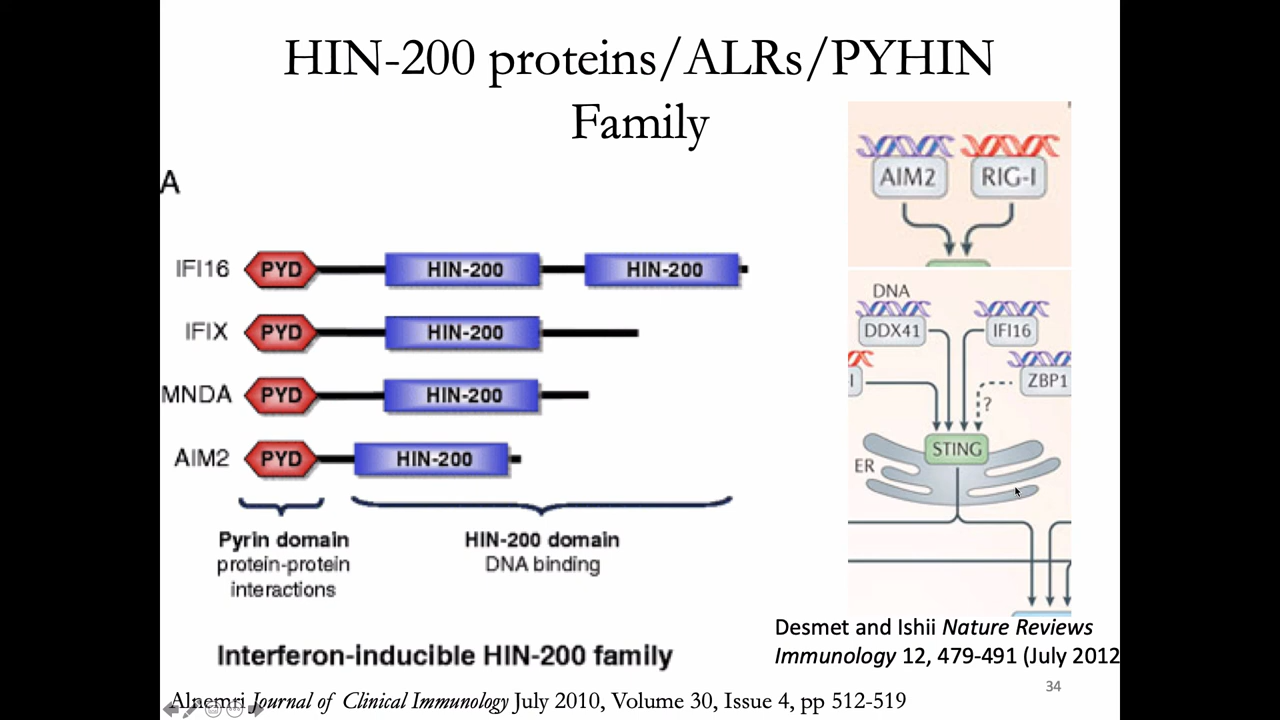 HIN-200 proteins/ALRs/PYHIN
Family
A
IFI16 PYD HIN-200 HIN-200
IFIX PYD HIN-200
MNDA PYD HIN-200
AIM2 PYD HIN-200
Pyrin domain
protein-protein
interactions
HIN-200 domain
DNA binding
Interferon-inducible HIN-200 family
AIM2 RIG-I
DNA
DDX41 IFI16
I ZBP1
?
STING
ER
Desmet and Ishii Nature Reviews
Immunology 12, 479-491 (July 2012
34
Alnemri Journal of Clinical Immunology July 2010, Volume 30, Issue 4, pp 512-519